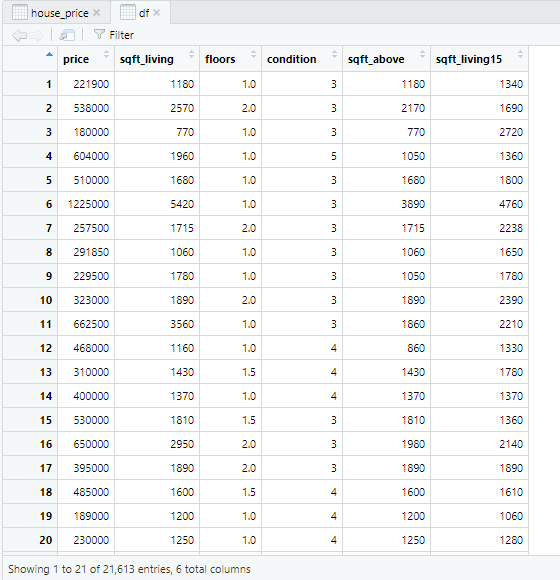 house_price df
Filter
price sqft_living floors condition sqft_above sqft_living15
1 221900 1180 1.0 3 1180 1340
2 538000 2570 2.0 3 2170 1690
3 180000 770 1.0 3 770 2720
4 604000 1960 1.0 5 1050 1360
5 510000 1680 1.0 3 1680 1800
6 1225000 5420 1.0 3 3890 4760
7 257500 1715 2.0 3 1715 2238
8 291850 1060 1.0 3 1060 1650
9 229500 1780 1.0 3 1050 1780
10 323000 1890 2.0 3 1890 2390
11 662500 3560 1.0 3 1860 2210
12 468000 1160 1.0 4 860 1330
13 310000 1430 1.5 4 1430 1780
14 400000 1370 1.0 4 1370 1370
15 530000 1810 1.5 3 1810 1360
16 650000 2950 2.0 3 1980 2140
17 395000 1890 2.0 3 1890 1890
18 485000 1600 1.5 4 1600 1610
19 189000 1200 1.0 4 1200 1060
20 230000 1250 1.0 4 1250 1280
Showing 1 to 21 of 21,613 entries, 6 total columns